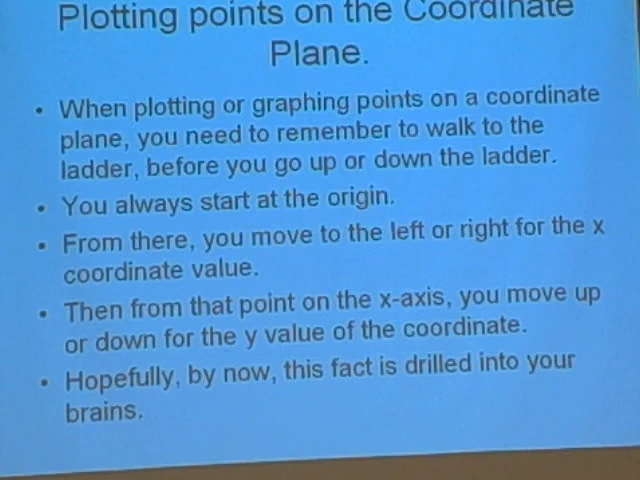 Plotting points on the Coordinate
Plane.
• When plotting or graphing points on a coordinate
plane, you need to remember to walk to the
ladder, before you go up or down the ladder.
• You always start at the origin.
• From there, you move to the left or right for the x
coordinate value.
• Then from that point on the x-axis, you move up
or down for the y value of the coordinate.
• Hopefully, by now, this fact is drilled into your
brains.